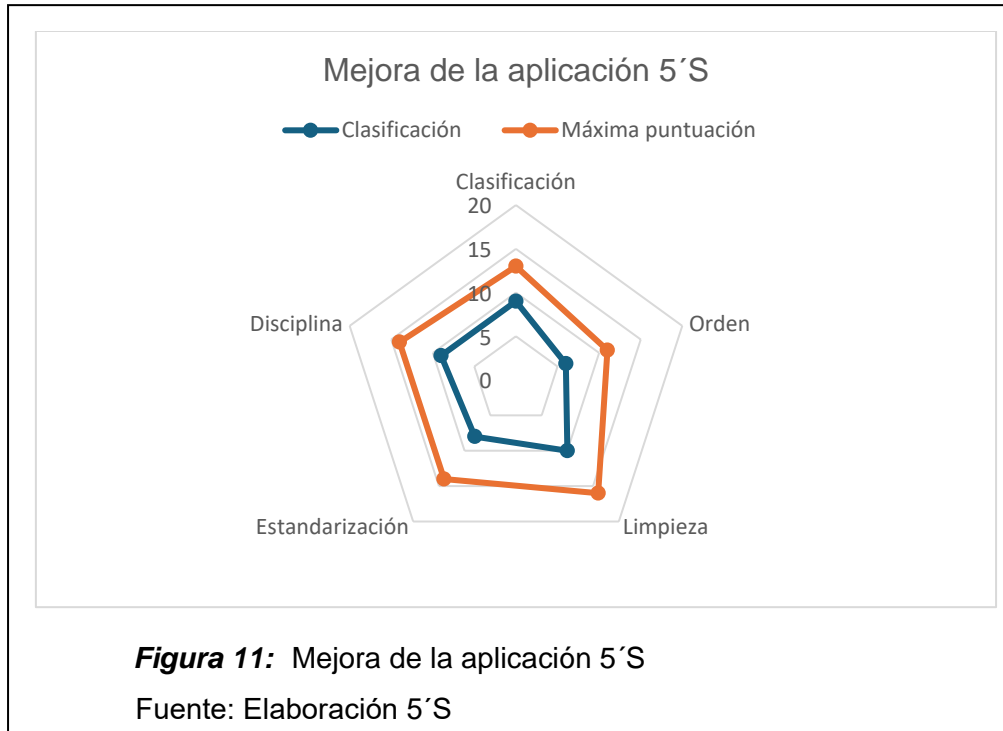 Mejora de la aplicación 5´S
Clasificación Máxima puntuación
Clasificación
20
15
10
5
0
Disciplina
Orden
Estandarización
Limpieza
Figura 11: Mejora de la aplicación 5´S
Fuente: Elaboración 5´S